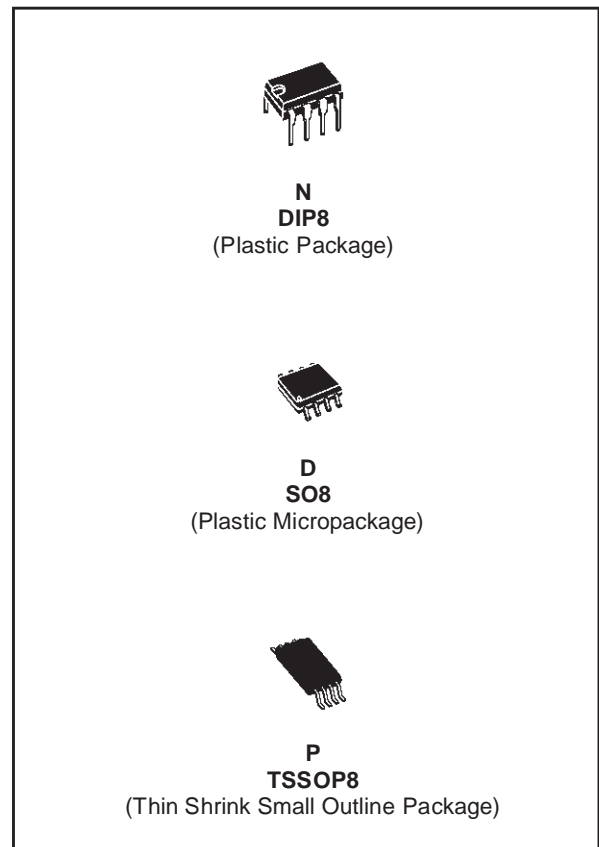 N
DIP8
(Plastic Package)
D
SO8
(Plastic Micropackage)
P
TSSOP8
(Thin Shrink Small Outline Package)